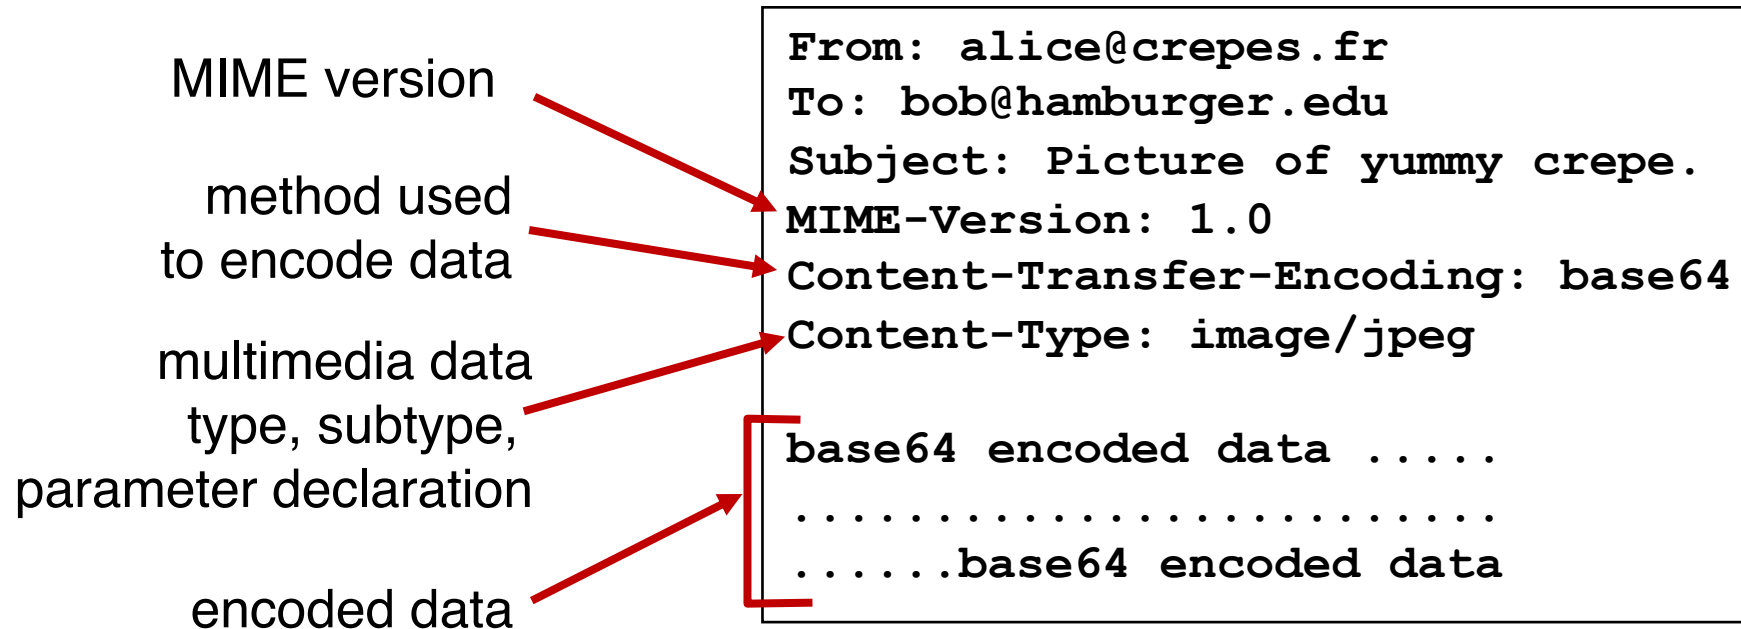 MIME version
method used
to encode data
multimedia data
type, subtype,
parameter declaration
encoded data
From: alice@crepes.fr
To: bob@hamburger.edu
Subject: Picture of yummy crepe.
MIME-Version: 1.0
Content-Transfer-Encoding: base64
Content-Type: image/jpeg
base64 encoded data .....
.........................
......base64 encoded data